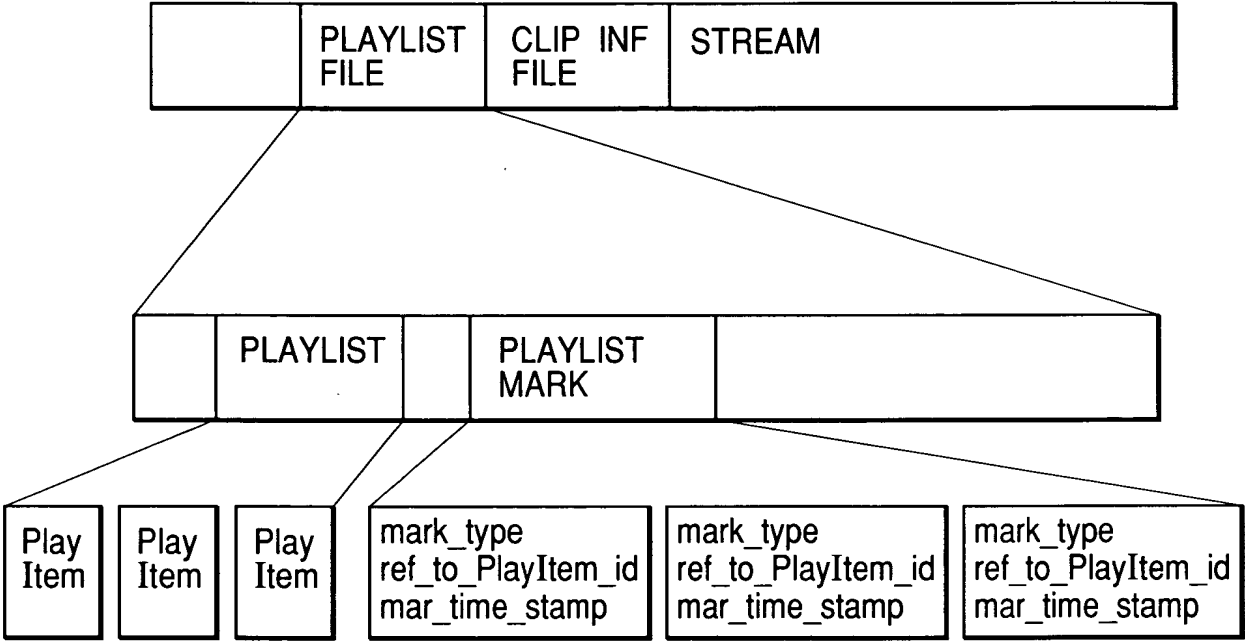 PLAYLIST
FILE
CLIP INF
FILE
STREAM
PLAYLIST
PLAYLIST
MARK
Play
Item
Play
Item
Play
Item
mark_type
ref_to_PlayItem_id
mar_time_stamp
mark_type
ref_to_PlayItem_id
mar_time_stamp
mark_type
ref_to_PlayItem_id
mar_time_stamp